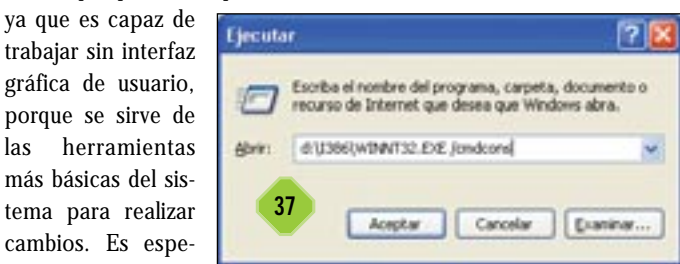 ya que es capaz de
trabajar sin interfaz
gráfica de usuario,
porque se sirve de
las herramientas
más básicas del sis-
tema para realizar
cambios. Es espe-
Ejecutar
Escriba el nombre del programa, carpeta, documento o
recurso de Internet que desea que Windows abra.
Abrir:
d:\I386\WINNT32.EXE /cmdcons
37
Aceptar
Cancelar
Examinar...